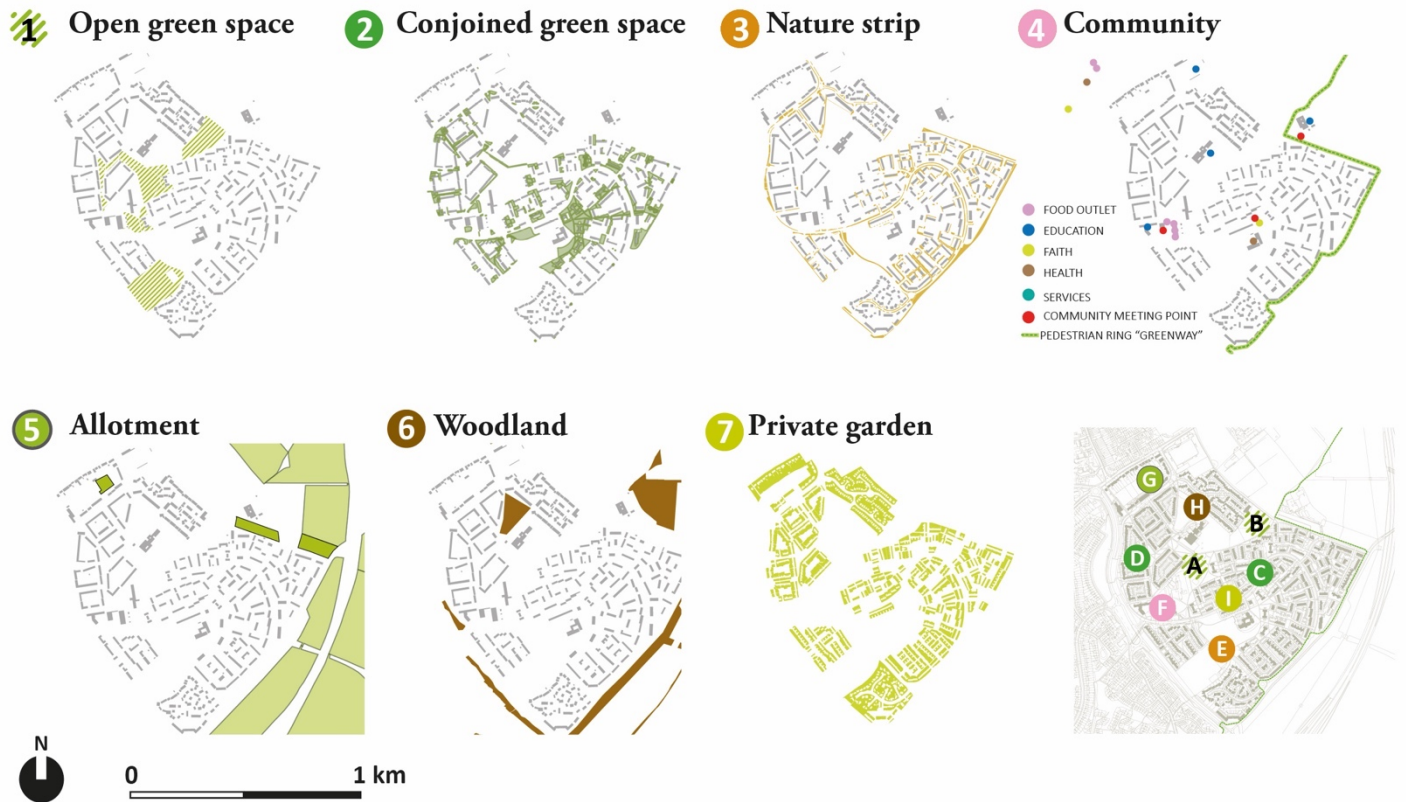 1 Open green space
2 Conjoined green space
3 Nature strip
4 Community
FOOD OUTLET
EDUCATION
FAITH
HEALTH
SERVICES
COMMUNITY MEETING POINT
PEDESTRIAN RING “GREENWAY”
5 Allotment
6 Woodland
7 Private garden
G
H
B
D
A
C
I
F
E
N
0 1 km